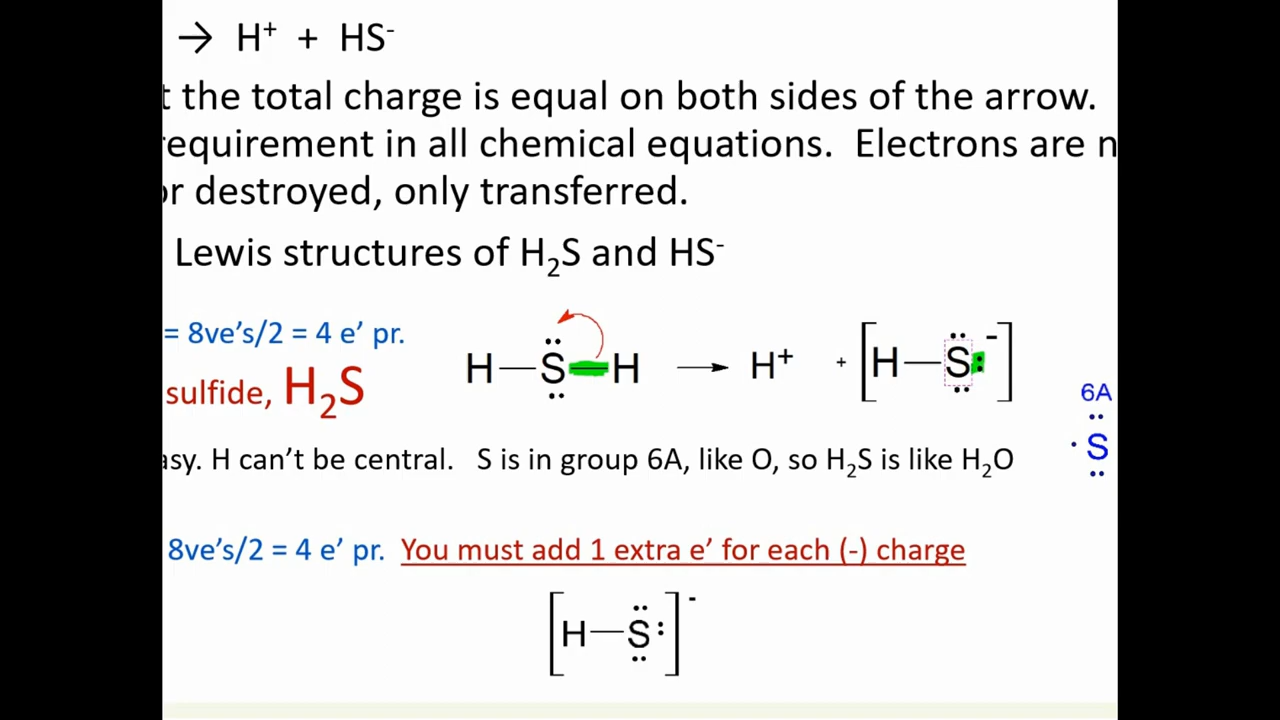 → H⁺ + HS⁻
t the total charge is equal on both sides of the arrow.
requirement in all chemical equations. Electrons are n
or destroyed, only transferred.
Lewis structures of H₂S and HS⁻
= 8ve's/2 = 4 e' pr.
H—S—H → H⁺ + [H—S:⁻]
sulfide, H₂S
6A
S
asy. H can't be central. S is in group 6A, like O, so H₂S is like H₂O
8ve's/2 = 4 e' pr. You must add 1 extra e' for each (-) charge
[H—S:]⁻